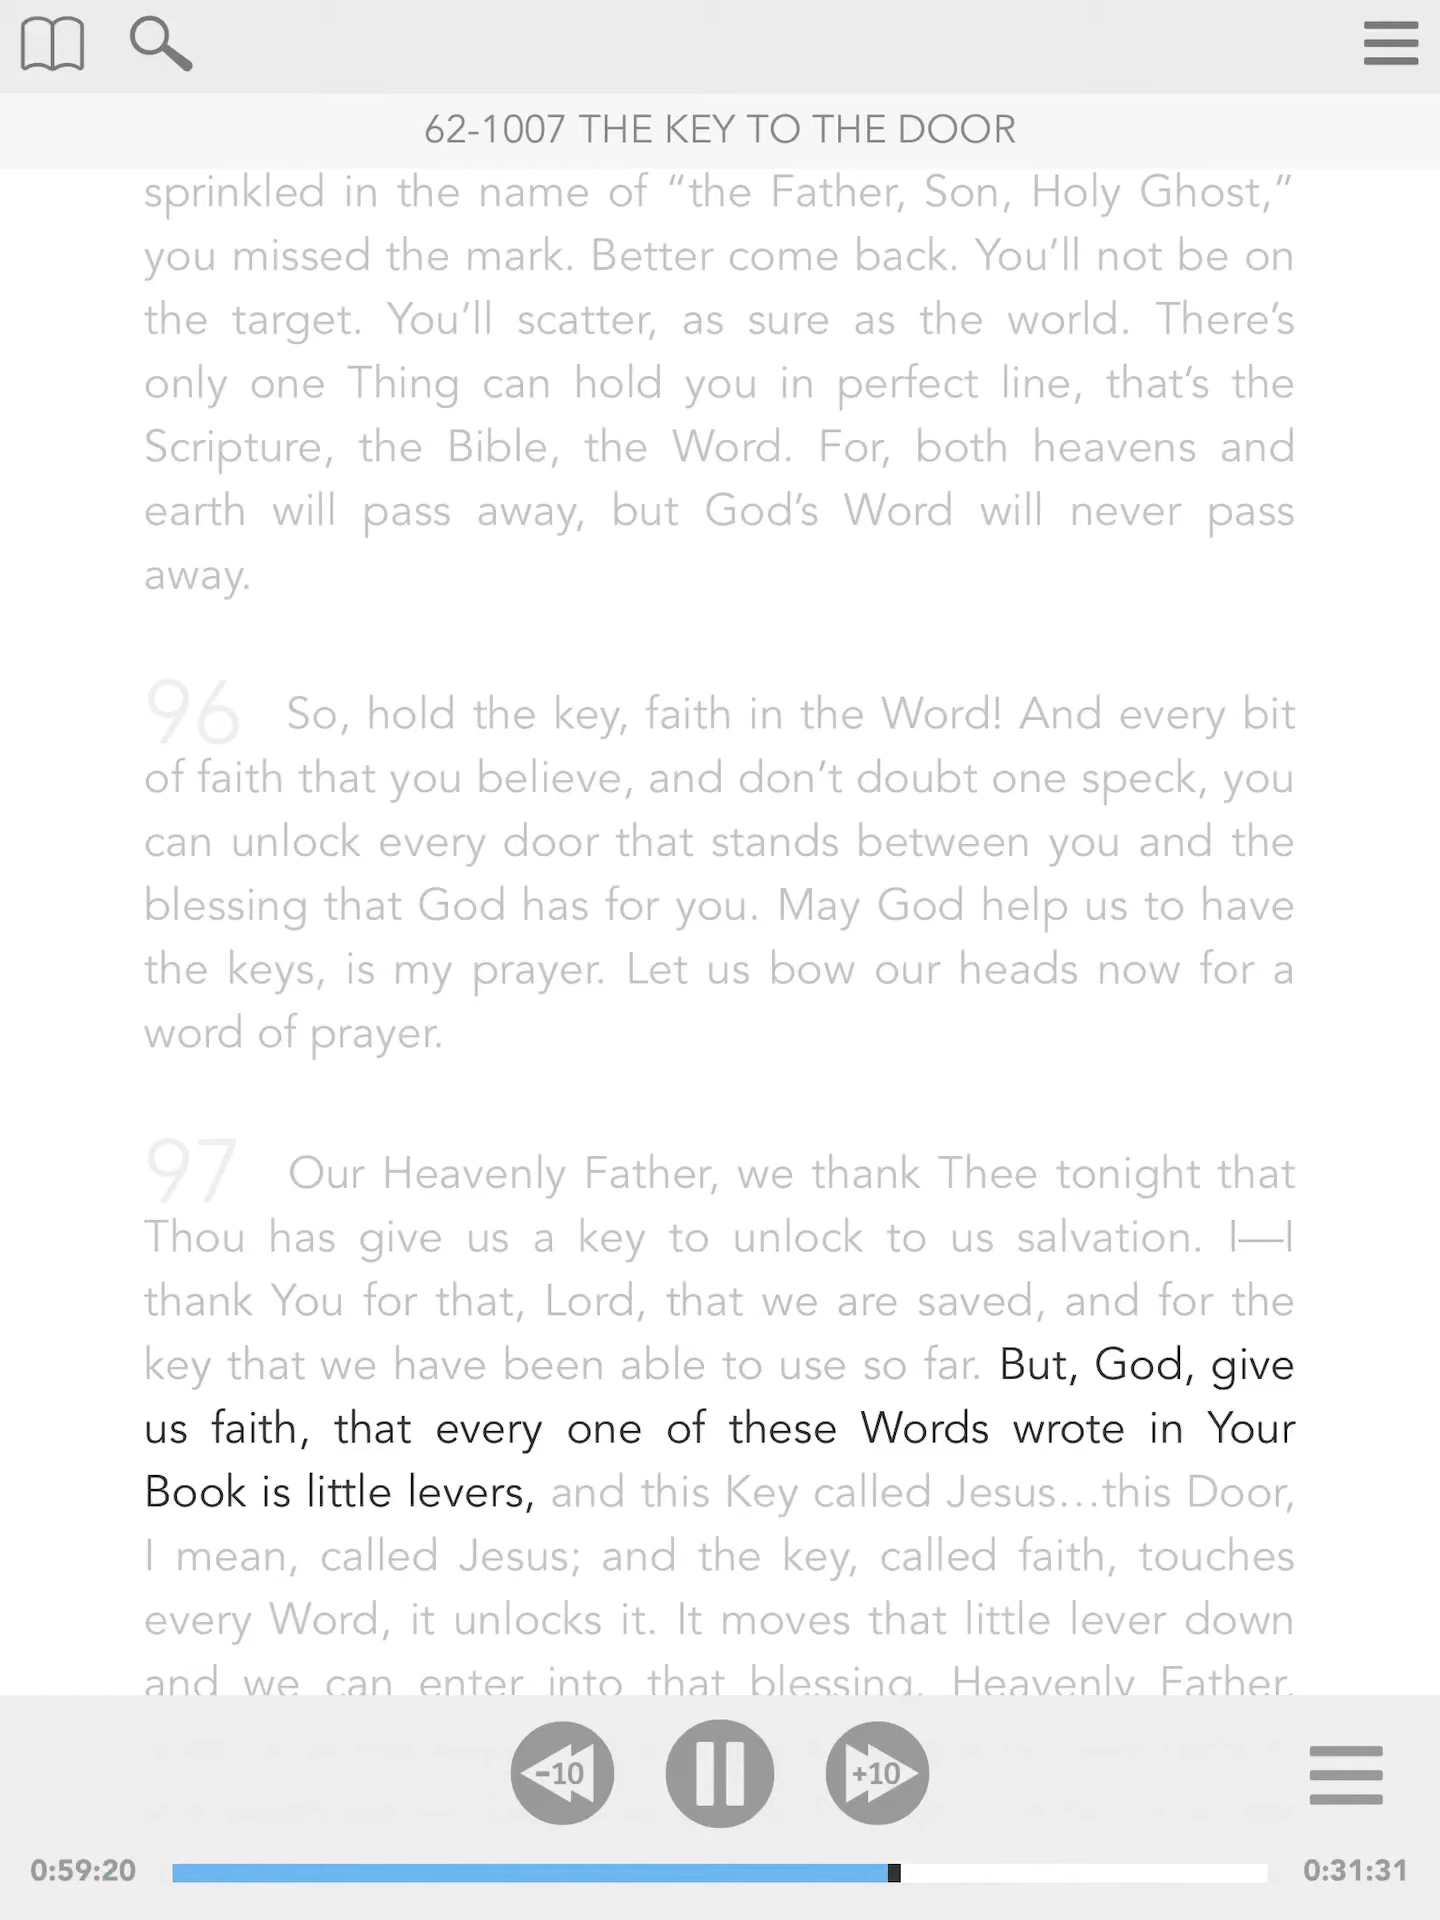 62-1007 THE KEY TO THE DOOR
sprinkled in the name of “the Father, Son, Holy Ghost,”
you missed the mark. Better come back. You’ll not be on
the target. You’ll scatter, as sure as the world. There’s
only one Thing can hold you in perfect line, that’s the
Scripture, the Bible, the Word. For, both heavens and
earth will pass away, but God’s Word will never pass
away.
96 So, hold the key, faith in the Word! And every bit
of faith that you believe, and don’t doubt one speck, you
can unlock every door that stands between you and the
blessing that God has for you. May God help us to have
the keys, is my prayer. Let us bow our heads now for a
word of prayer.
97 Our Heavenly Father, we thank Thee tonight that
Thou has give us a key to unlock to us salvation. I—I
thank You for that, Lord, that we are saved, and for the
key that we have been able to use so far. But, God, give
us faith, that every one of these Words wrote in Your
Book is little levers, and this Key called Jesus…this Door,
I mean, called Jesus; and the key, called faith, touches
every Word, it unlocks it. It moves that little lever down
and we can enter into that blessing. Heavenly Father,
-10 +10
0:59:20 0:31:31